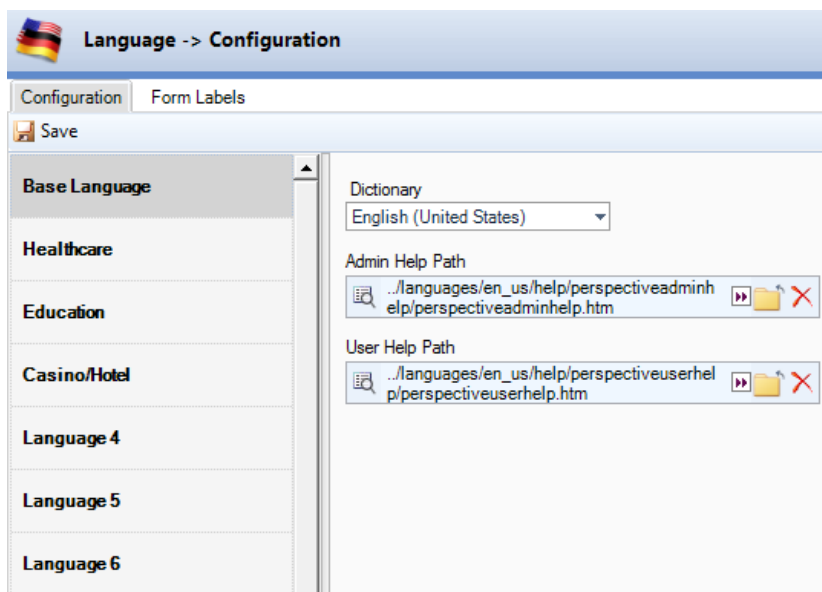 Language -> Configuration
Configuration Form Labels
Save
Base Language
Healthcare
Education
Casino/Hotel
Language 4
Language 5
Language 6
Dictionary
English (United States)
Admin Help Path
../languages/en_us/help/perspectiveadminh
elp/perspectiveadminhelp.htm
User Help Path
../languages/en_us/help/perspectiveuserhel
p/perspectiveuserhelp.htm